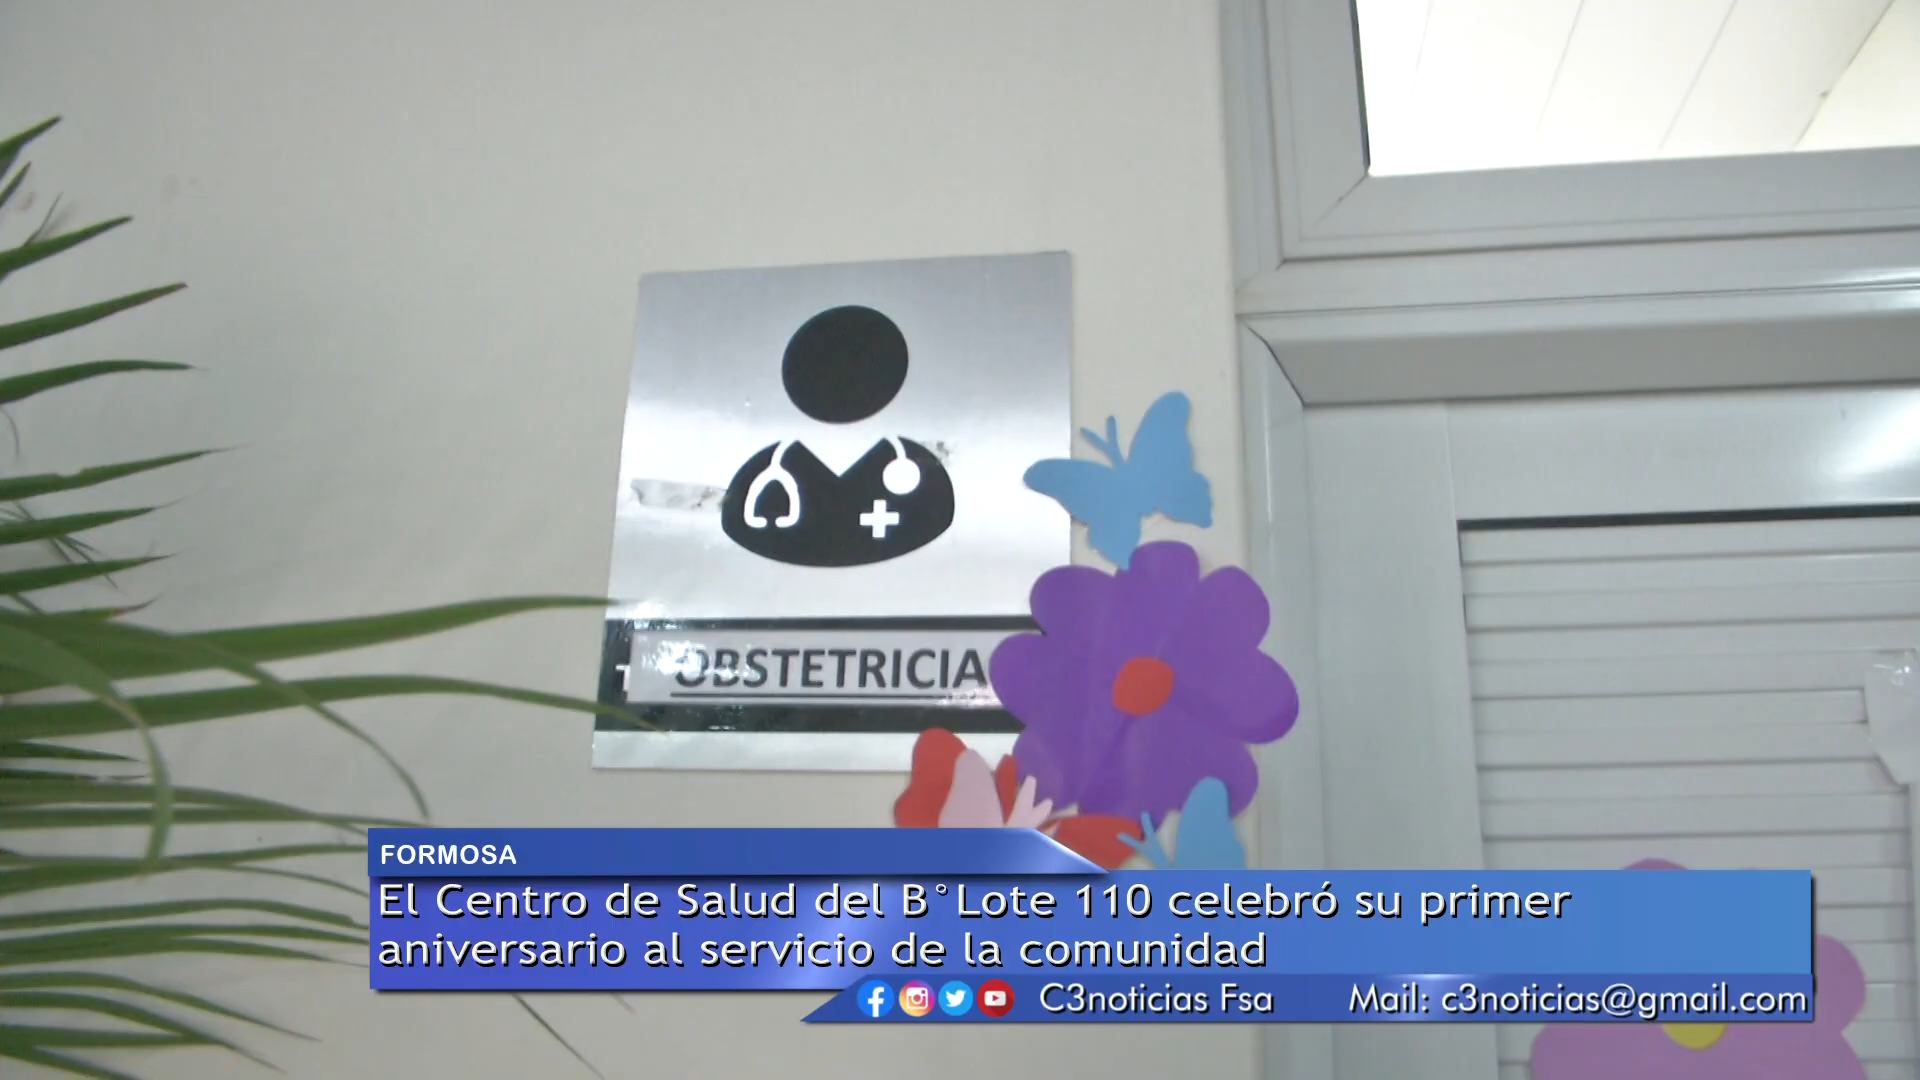 OBSTETRICIA
FORMOSA
El Centro de Salud del B°Lote 110 celebró su primer
aniversario al servicio de la comunidad
C3noticias Fsa Mail: c3noticias@gmail.com